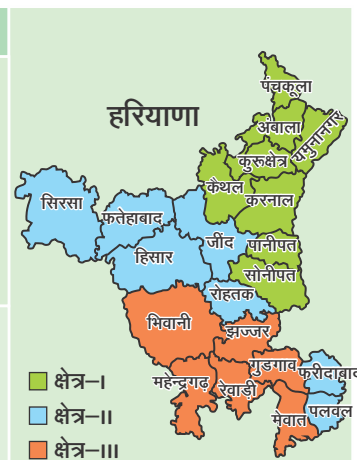 हरियाणा
पंचकूला
अंबाला
यमुनानगर
कुरूक्षेत्र
कैथल
करनाल
सिरसा
फतेहाबाद
हिसार
जींद
पानीपत
सोनीपत
रोहतक
भिवानी
झज्जर
महेन्द्रगढ़
रेवाड़ी
गुडगाव
फरीदाबाद
मेवात
पलवल
क्षेत्र–I
क्षेत्र–II
क्षेत्र–III